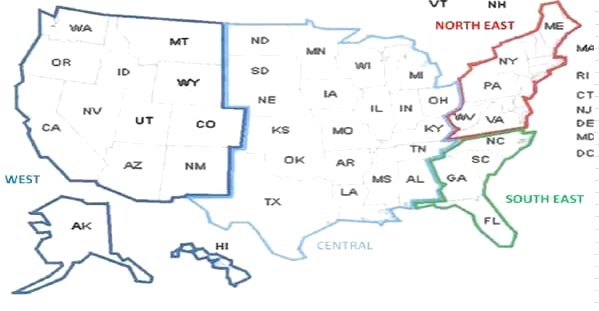 VT NH
NORTH EAST
WA
MT
ND
MN
ME
OR
ID
SD
WI
MI
NY
MA
WY
RI
NE
IA
PA
CT
NV
UT
CO
IL
IN
OH
WV
VA
NJ
CA
KS
MO
KY
DE
NC
MD
AZ
NM
OK
AR
TN
SC
DC
WEST
MS
AL
GA
LA
TX
SOUTH EAST
FL
AK
HI
CENTRAL